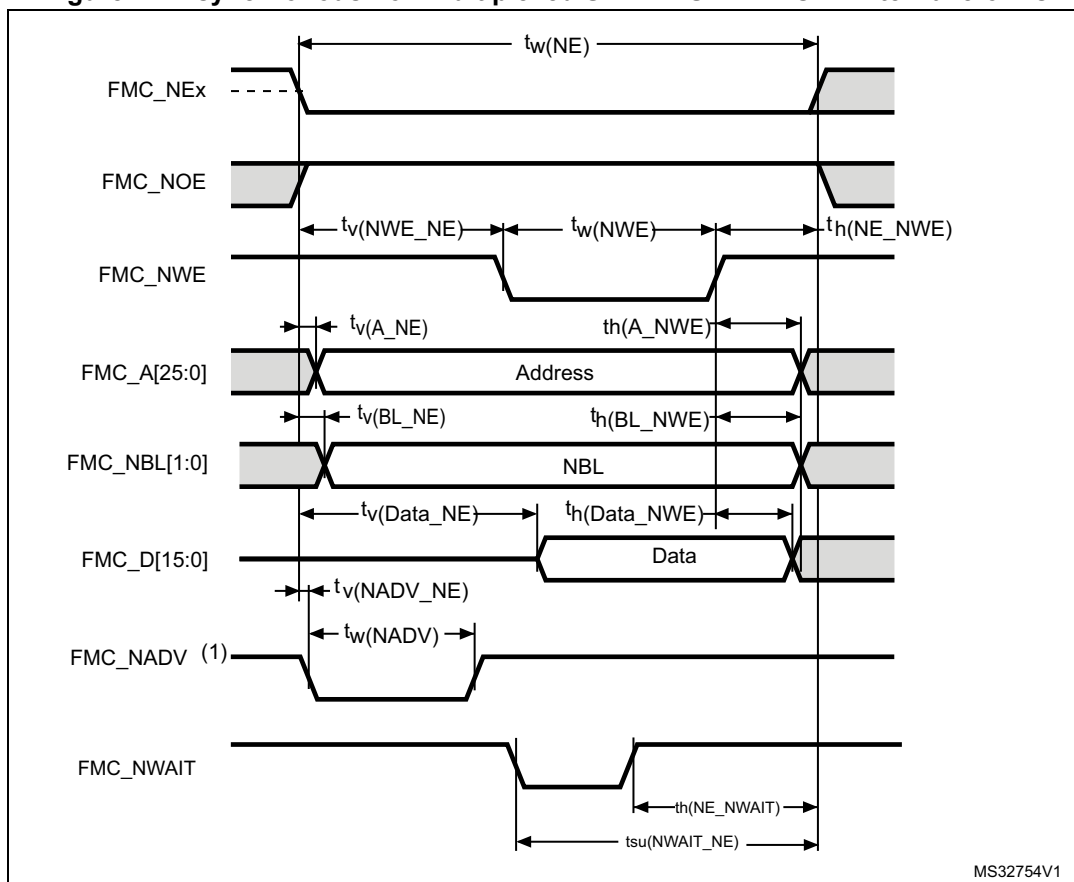 tw(NE)
FMC_NEx
FMC_NOE
tv(NWE_NE)
tw(NWE)
th(NE_NWE)
FMC_NWE
tv(A_NE)
th(A_NWE)
FMC_A[25:0]
Address
tv(BL_NE)
th(BL_NWE)
FMC_NBL[1:0]
NBL
tv(Data_NE)
th(Data_NWE)
FMC_D[15:0]
Data
tv(NADV_NE)
tw(NADV)
FMC_NADV (1)
FMC_NWAIT
th(NE_NWAIT)
tsu(NWAIT_NE)
MS32754V1